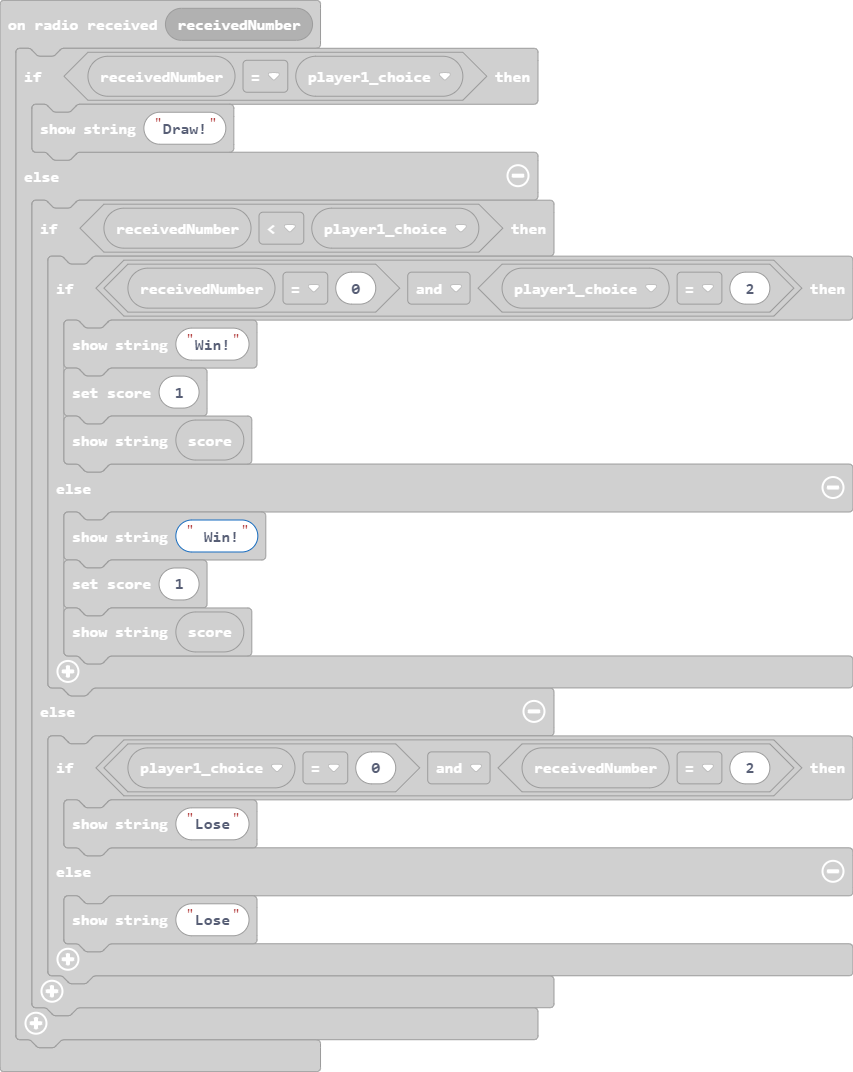 on radio received receivedNumber
if receivedNumber = player1_choice then
show string "Draw!"
else
if receivedNumber < player1_choice then
if receivedNumber = 0 and player1_choice = 2 then
show string "Win!"
set score 1
show string score
else
show string " Win!"
set score 1
show string score
else
if player1_choice = 0 and receivedNumber = 2 then
show string "Lose"
else
show string "Lose"